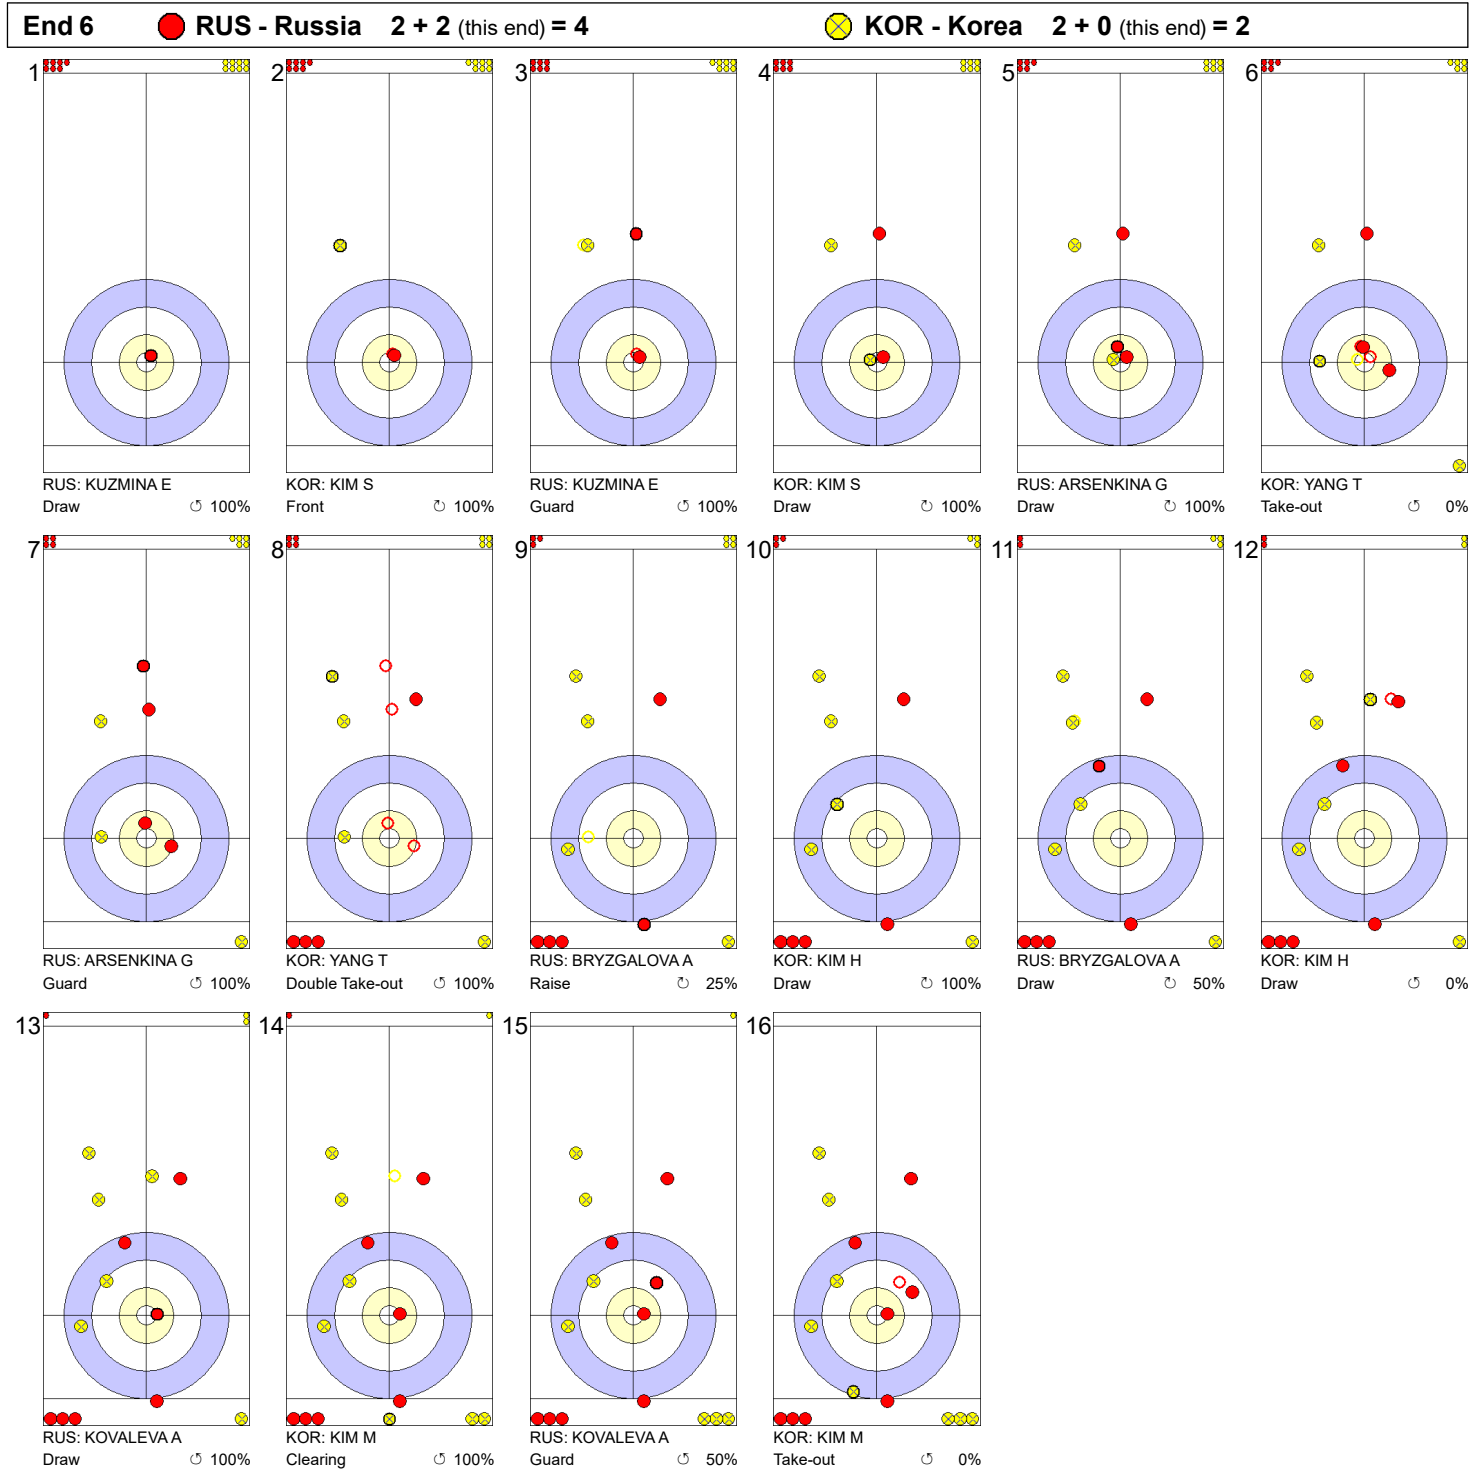 End 6 RUS - Russia 2 + 2 (this end) = 4 KOR - Korea 2 + 0 (this end) = 2
1 2 3 4 5 6
RUS: KUZMINA E KOR: KIM S RUS: KUZMINA E KOR: KIM S RUS: ARSENKINA G KOR: YANG T
Draw ↺ 100% Front ↻ 100% Guard ↺ 100% Draw ↻ 100% Draw ↺ 100% Take-out ↺ 0%
7 8 9 10 11 12
RUS: ARSENKINA G KOR: YANG T RUS: BRYZGALOVA A KOR: KIM H RUS: BRYZGALOVA A KOR: KIM H
Guard ↺ 100% Double Take-out ↺ 100% Raise ↻ 25% Draw ↻ 100% Draw ↻ 50% Draw ↺ 0%
13 14 15 16
RUS: KOVALEVA A KOR: KIM M RUS: KOVALEVA A KOR: KIM M
Draw ↺ 100% Clearing ↺ 100% Guard ↺ 50% Take-out ↺ 0%